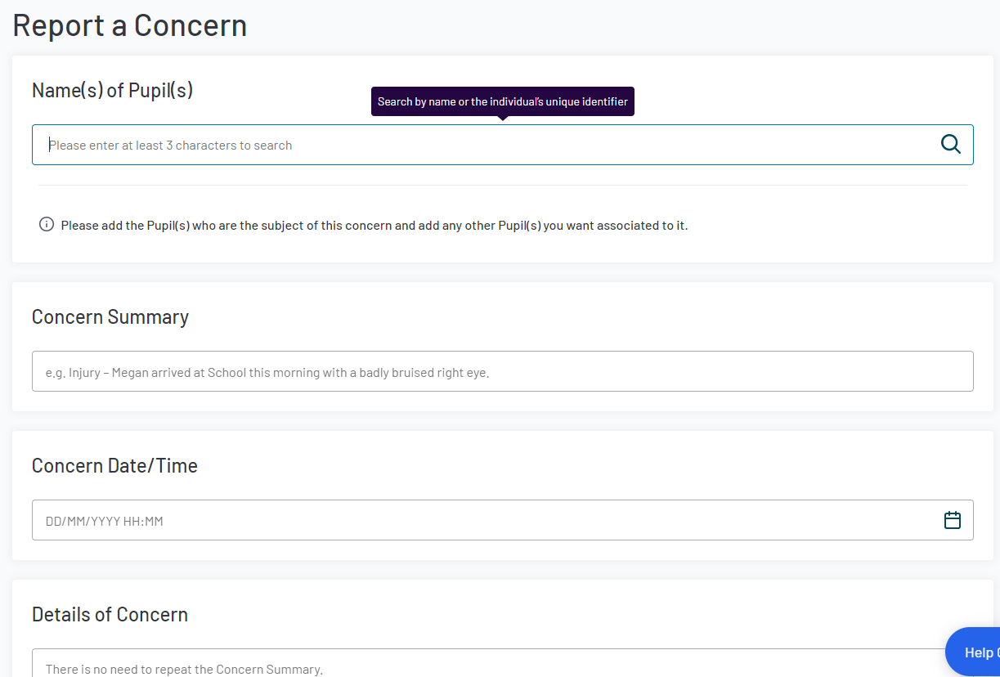 Report a Concern
Name(s) of Pupil(s)
Search by name or the individual's unique identifier
Please enter at least 3 characters to search
Please add the Pupil(s) who are the subject of this concern and add any other Pupil(s) you want associated to it.
Concern Summary
e.g. Injury – Megan arrived at School this morning with a badly bruised right eye.
Concern Date/Time
DD/MM/YYYY HH:MM
Details of Concern
There is no need to repeat the Concern Summary.
Help